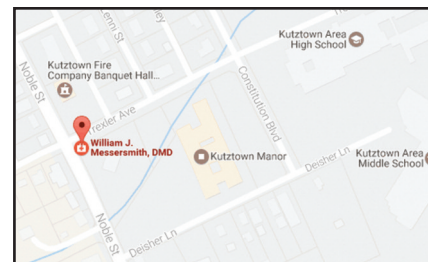 Kutztown Area
High School
Kutztown Fire
Company Banquet Hall...
Noble St
Trexler Ave
Constitution Blvd
William J.
Messersmith, DMD
Kutztown Manor
Deisher Ln
Kutztown Area
Middle School
Noble St
Deisher Ln